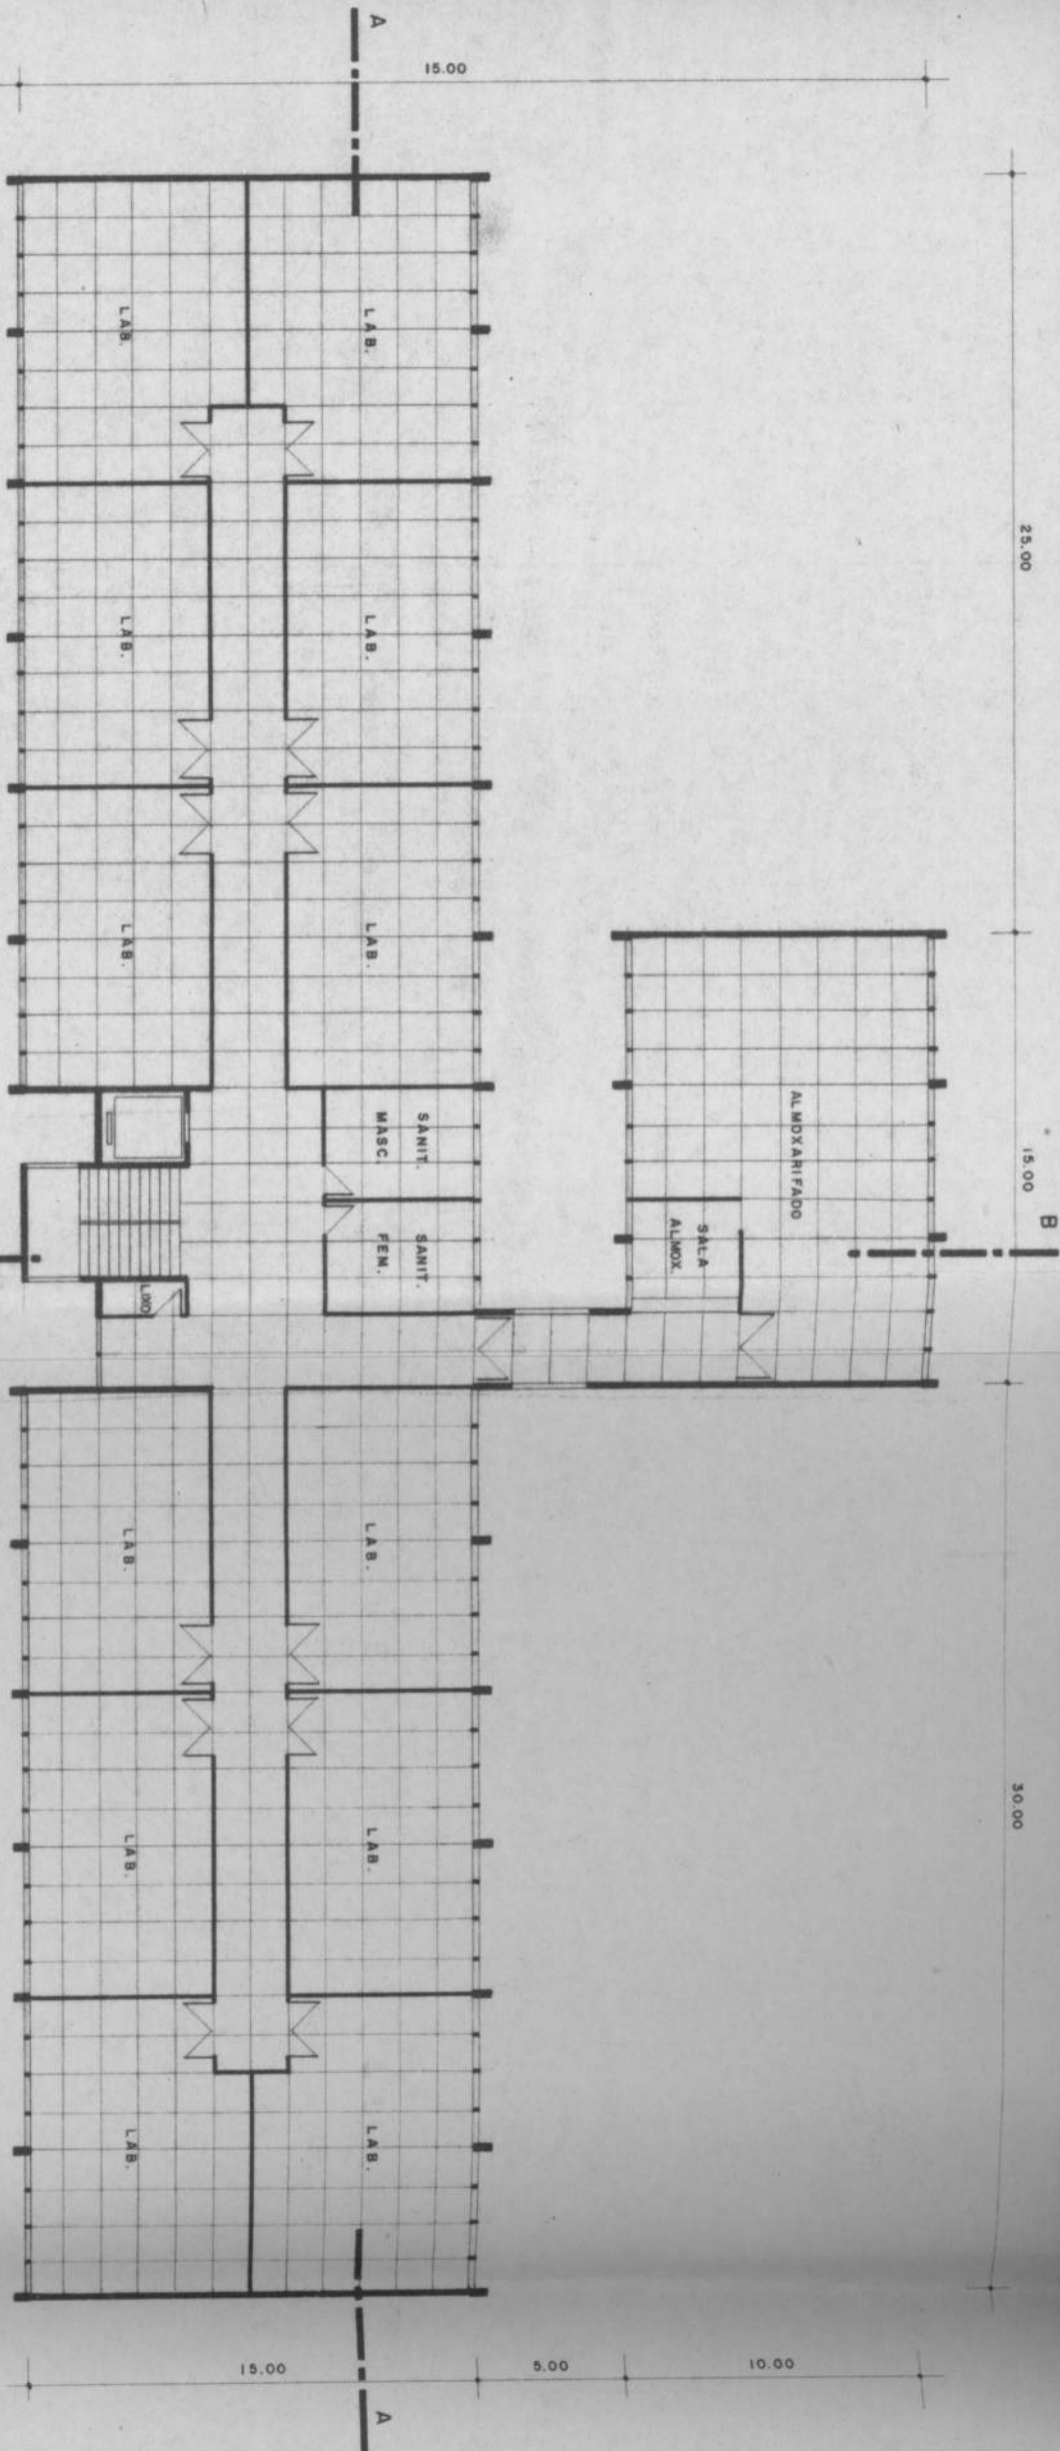 A
15.00
25.00
15.00
B
30.00
LAB.
LAB.
LAB.
LAB.
LAB.
LAB.
SANIT.
MASC.
SANIT.
FEM.
LIXO
ALMOXARIFADO
SALA
ALMOX.
LAB.
LAB.
LAB.
LAB.
LAB.
LAB.
15.00
5.00
10.00
A